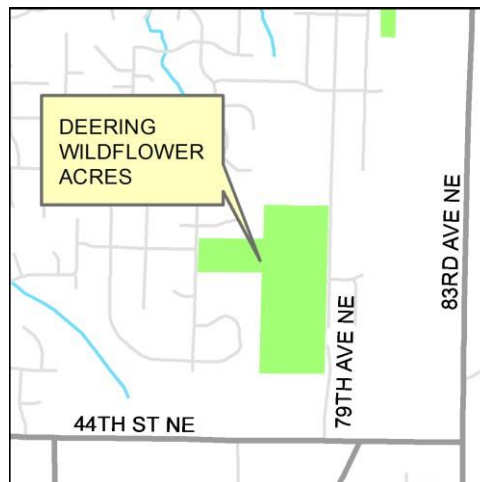 DEERING
WILDFLOWER
ACRES
83RD AVE NE
79TH AVE NE
44TH ST NE